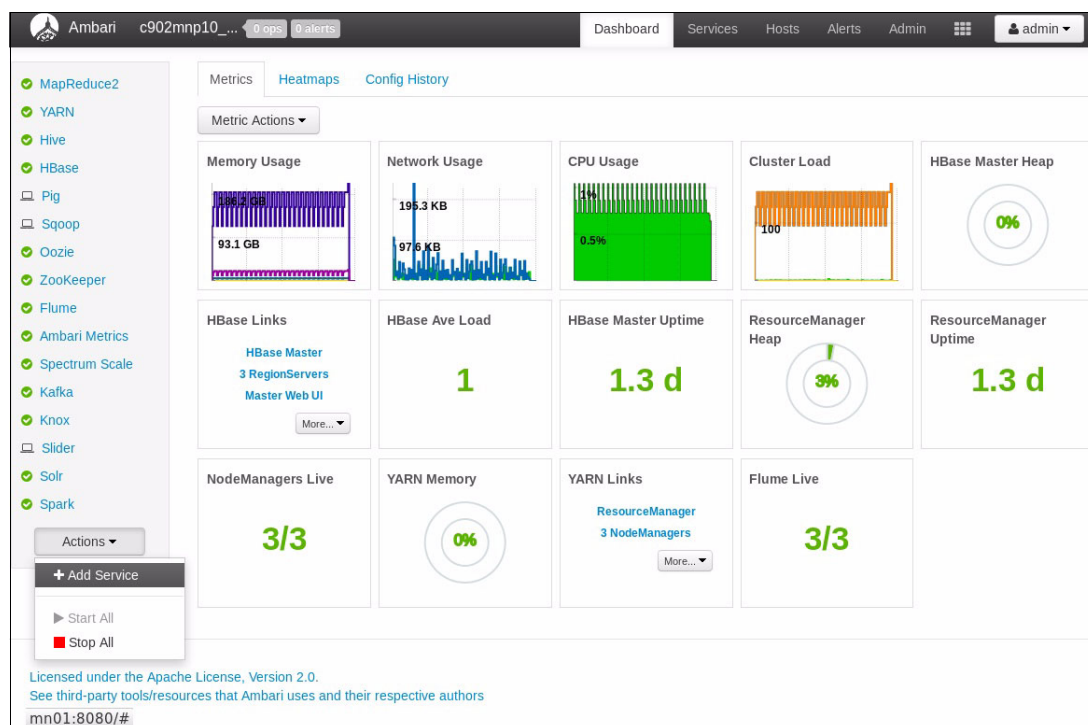 Ambari c902mnp10_... 0 ops 0 alerts Dashboard Services Hosts Alerts Admin admin
MapReduce2
YARN
Hive
HBase
Pig
Sqoop
Oozie
ZooKeeper
Flume
Ambari Metrics
Spectrum Scale
Kafka
Knox
Slider
Solr
Spark
Actions
Add Service
Start All
Stop All
Metrics Heatmaps Config History
Metric Actions
Memory Usage
186.2 GB
93.1 GB
Network Usage
195.3 KB
97.6 KB
CPU Usage
1%
0.5%
Cluster Load
100
HBase Master Heap
0%
HBase Links
HBase Master
3 RegionServers
Master Web UI
More...
HBase Ave Load
1
HBase Master Uptime
1.3 d
ResourceManager
Heap
3%
ResourceManager
Uptime
1.3 d
NodeManagers Live
3/3
YARN Memory
0%
YARN Links
ResourceManager
3 NodeManagers
More...
Flume Live
3/3
Licensed under the Apache License, Version 2.0.
See third-party tools/resources that Ambari uses and their respective authors
mn01:8080/#